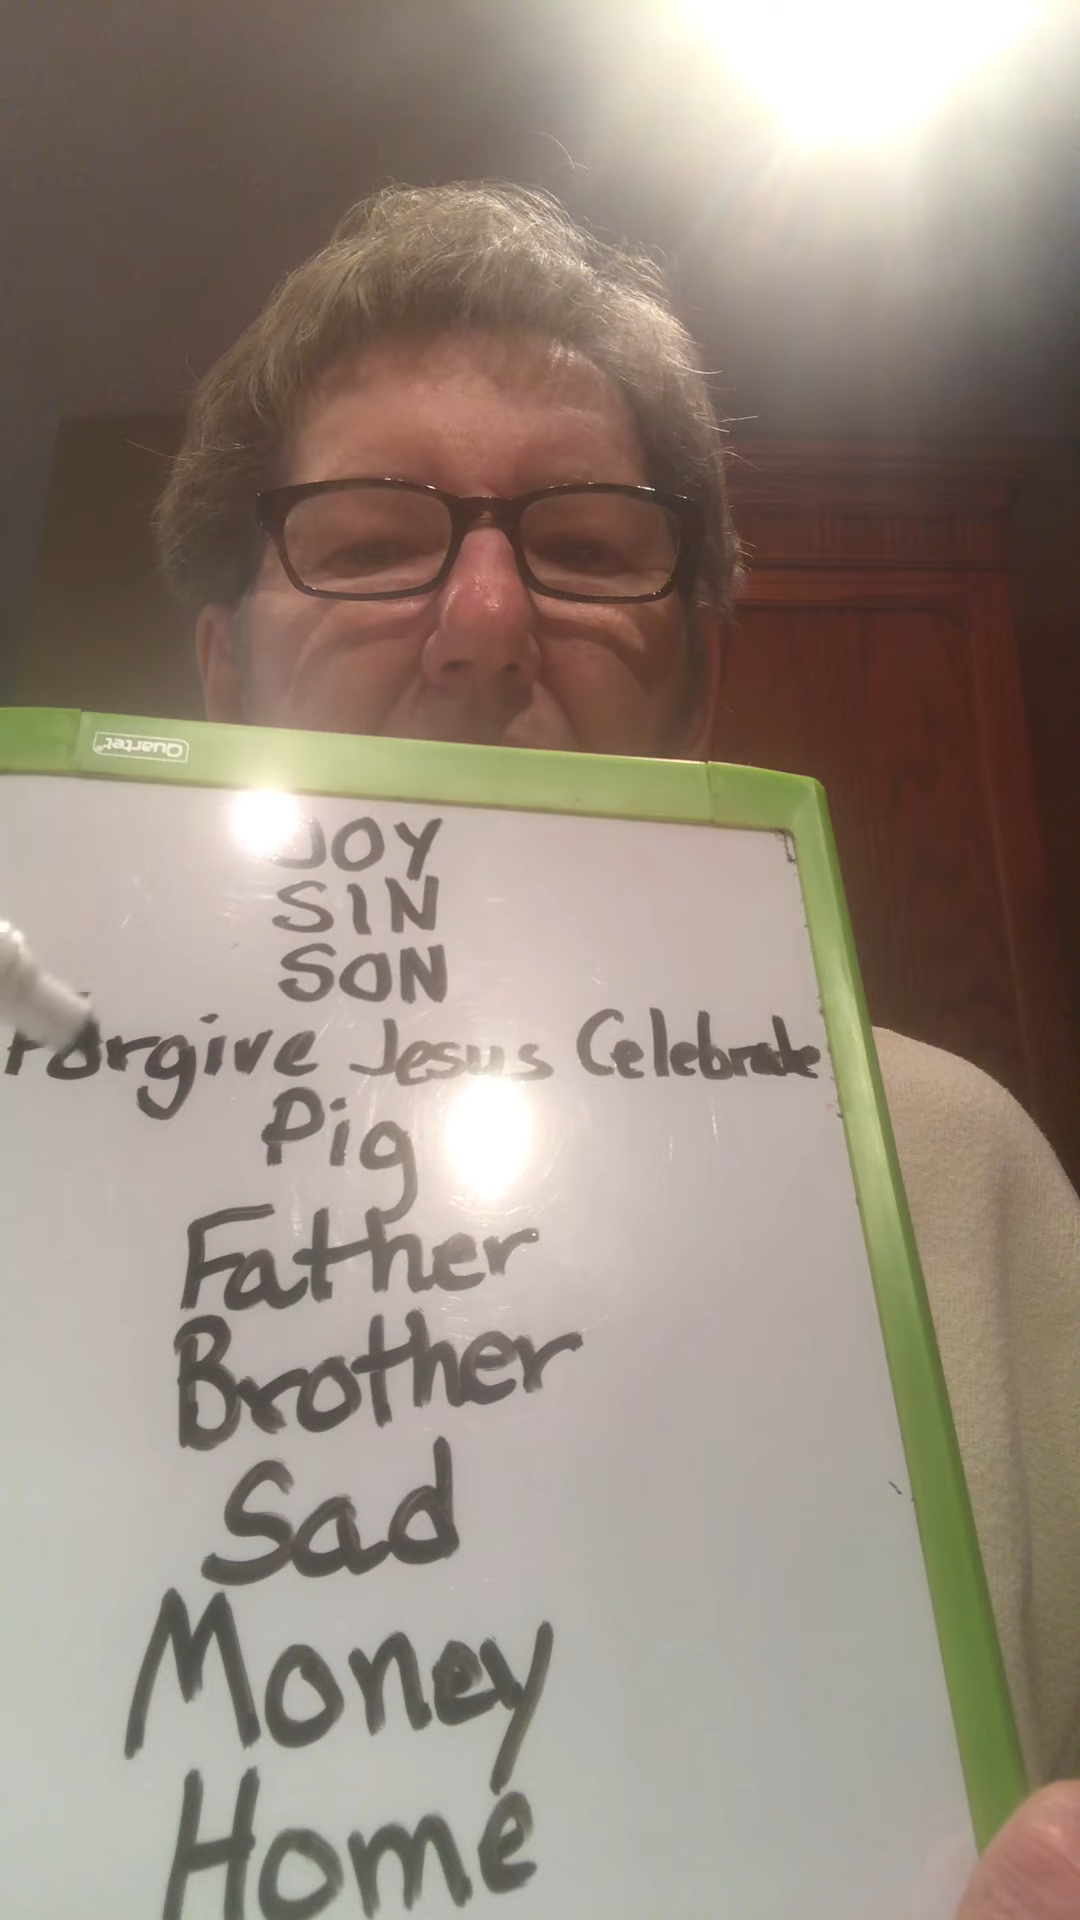 Quartet
JOY
SIN
SON
Forgive Jesus Celebrate
Pig
Father
Brother
Sad
Money
Home